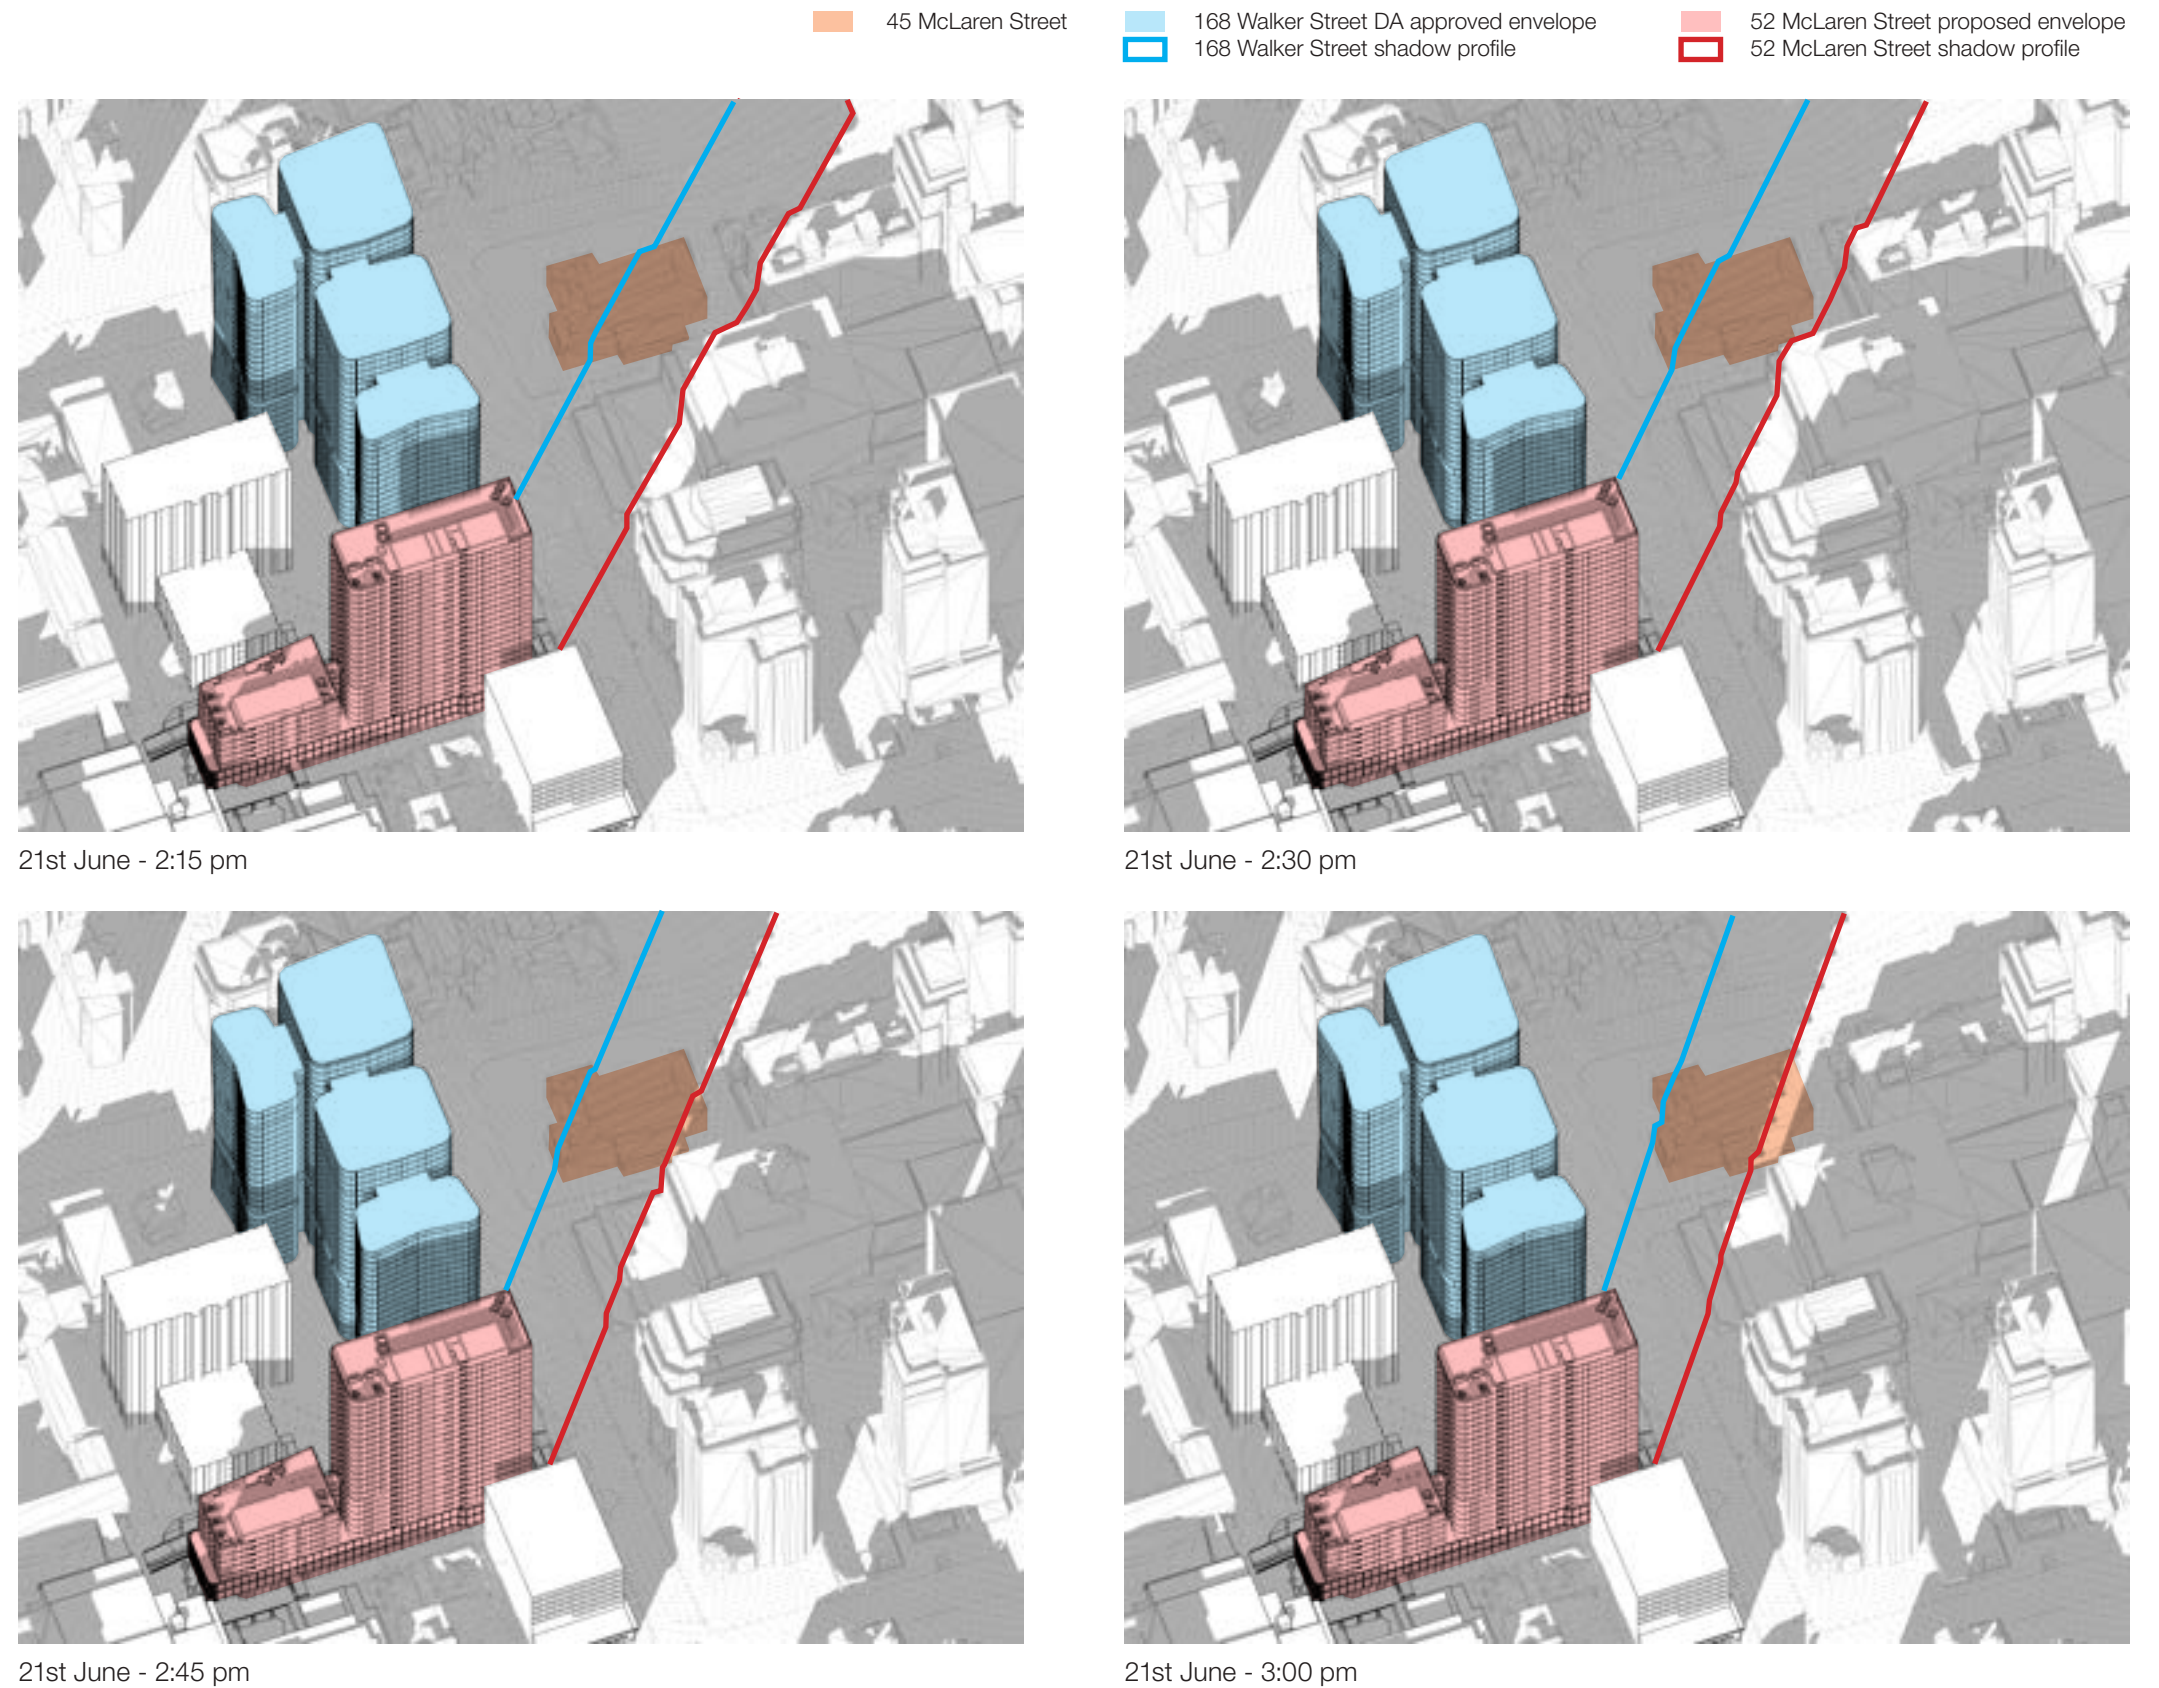 45 McLaren Street
168 Walker Street DA approved envelope
52 McLaren Street proposed envelope
168 Walker Street shadow profile
52 McLaren Street shadow profile
21st June - 2:15 pm
21st June - 2:30 pm
21st June - 2:45 pm
21st June - 3:00 pm